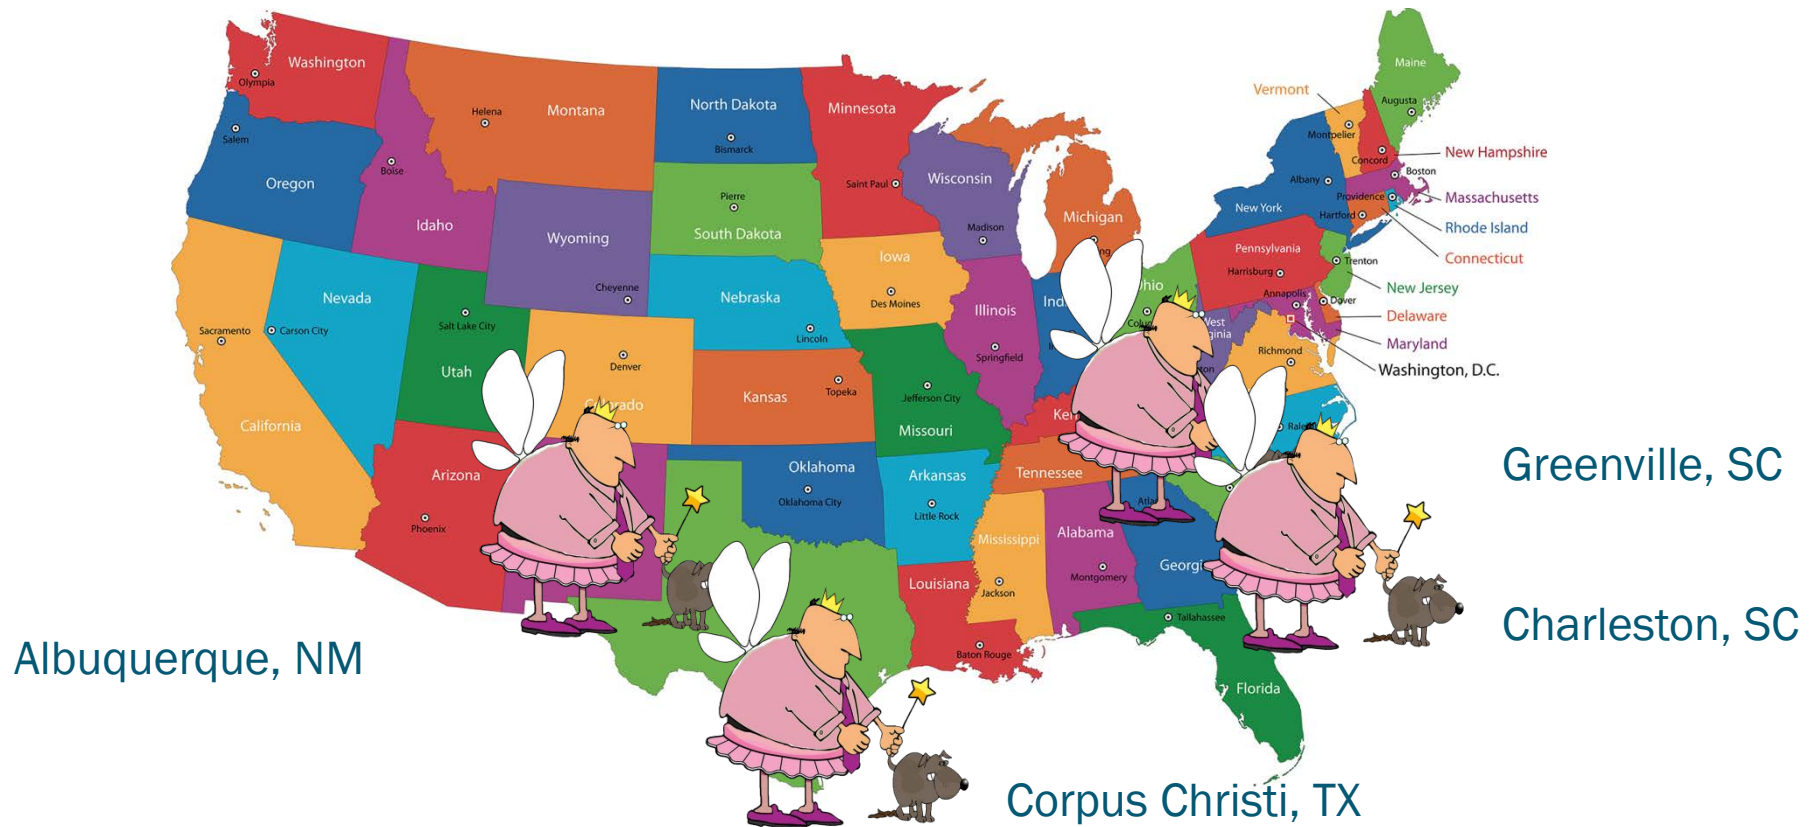 Washington
Olympia
Montana
Helena
North Dakota
Bismarck
Minnesota
Saint Paul
Maine
Augusta
Vermont
Montpelier
Concord
New Hampshire
Salem
Oregon
Boise
Idaho
Wyoming
Cheyenne
Pierre
South Dakota
Wisconsin
Madison
Michigan
Albany
New York
Boston
Massachusetts
Providence
Hartford
Rhode Island
Connecticut
Pennsylvania
Harrisburg
Trenton
New Jersey
Annapolis
Dover
Delaware
Maryland
Washington, D.C.
Nevada
Carson City
Sacramento
California
Salt Lake City
Utah
Denver
Colorado
Nebraska
Lincoln
Iowa
Des Moines
Illinois
Springfield
Ohio
West
Richmond
Kansas
Topeka
Jefferson City
Missouri
Arizona
Phoenix
Oklahoma
Oklahoma City
Arkansas
Little Rock
Tennessee
Mississippi
Jackson
Alabama
Montgomery
Louisiana
Baton Rouge
Tallahassee
Florida
Greenville, SC
Charleston, SC
Albuquerque, NM
Corpus Christi, TX